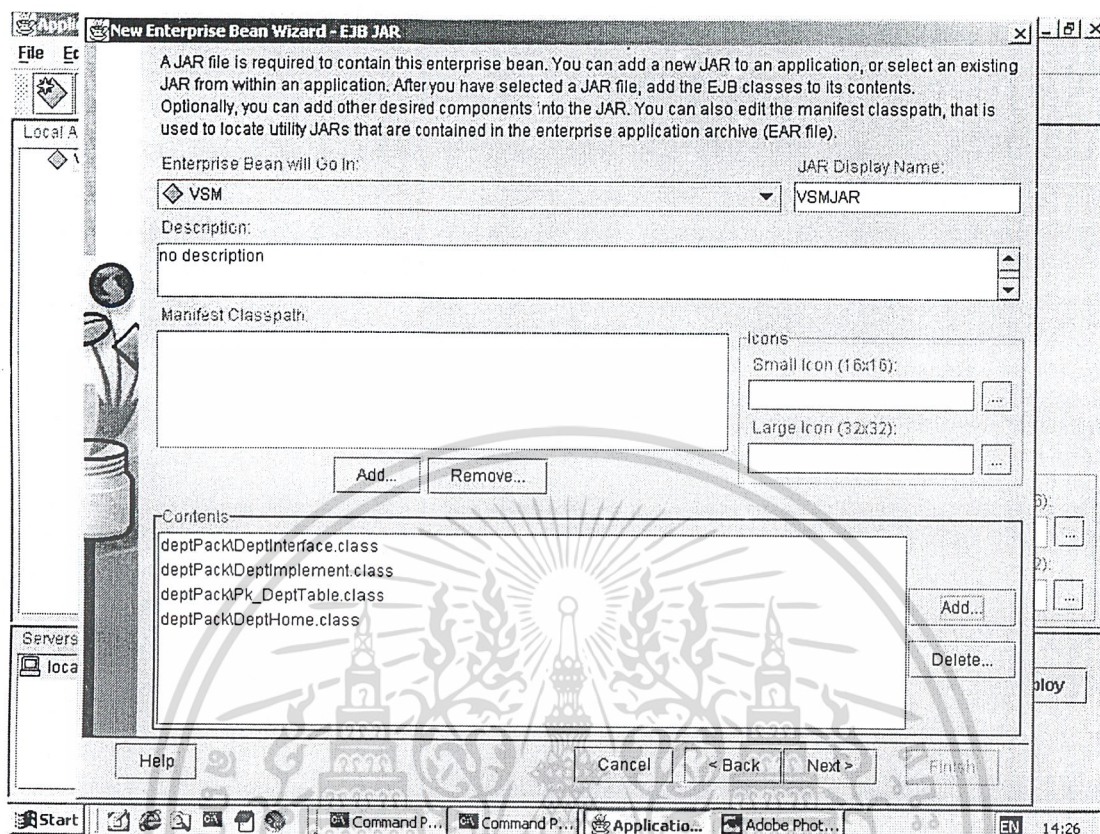 Appli
New Enterprise Bean Wizard - EJB JAR
File Ed
A JAR file is required to contain this enterprise bean. You can add a new JAR to an application, or select an existing
JAR from within an application. After you have selected a JAR file, add the EJB classes to its contents.
Optionally, you can add other desired components into the JAR. You can also edit the manifest classpath, that is
used to locate utility JARs that are contained in the enterprise application archive (EAR file).
Local A
Enterprise Bean will Go In:
JAR Display Name:
VSM
VSMJAR
Description:
no description
Manifest Classpath:
Icons
Small Icon (16x16):
...
Large Icon (32x32):
...
Add...
Remove...
6):
...
2):
...
Contents
deptPack\DeptInterface.class
deptPack\DeptImplement.class
deptPack\Pk_DeptTable.class
deptPack\DeptHome.class
Add...
Delete...
Servers
loca
ploy
Help
Cancel
< Back
Next >
Finish
Start
Command P...
Command P...
Applicatio...
Adobe Phot...
EN
14:26